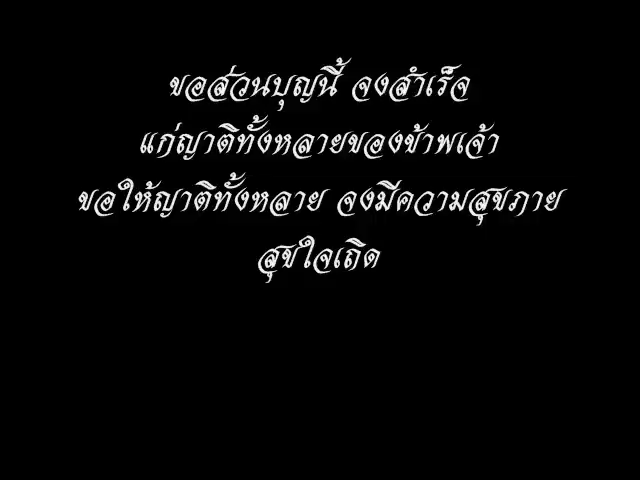 ขอส่วนบุญนี้ จงสำเร็จ
แก่ญาติทั้งหลายของข้าพเจ้า
ขอให้ญาติทั้งหลาย จงมีความสุขภาย
สุขใจเถิด